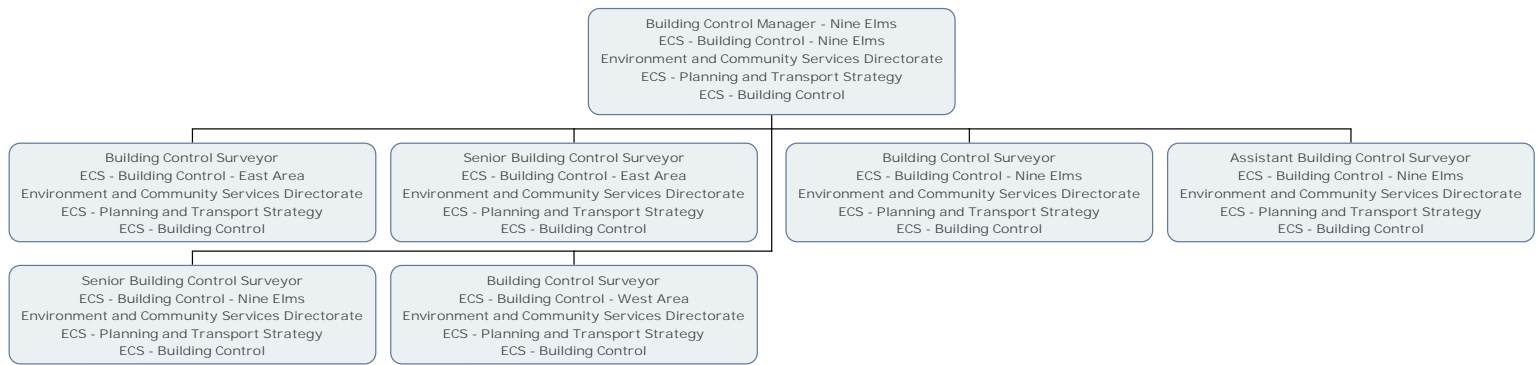 Building Control Manager - Nine Elms
ECS - Building Control - Nine Elms
Environment and Community Services Directorate
ECS - Planning and Transport Strategy
ECS - Building Control
Building Control Surveyor
ECS - Building Control - East Area
Environment and Community Services Directorate
ECS - Planning and Transport Strategy
ECS - Building Control
Senior Building Control Surveyor
ECS - Building Control - East Area
Environment and Community Services Directorate
ECS - Planning and Transport Strategy
ECS - Building Control
Building Control Surveyor
ECS - Building Control - Nine Elms
Environment and Community Services Directorate
ECS - Planning and Transport Strategy
ECS - Building Control
Assistant Building Control Surveyor
ECS - Building Control - Nine Elms
Environment and Community Services Directorate
ECS - Planning and Transport Strategy
ECS - Building Control
Senior Building Control Surveyor
ECS - Building Control - Nine Elms
Environment and Community Services Directorate
ECS - Planning and Transport Strategy
ECS - Building Control
Building Control Surveyor
ECS - Building Control - West Area
Environment and Community Services Directorate
ECS - Planning and Transport Strategy
ECS - Building Control